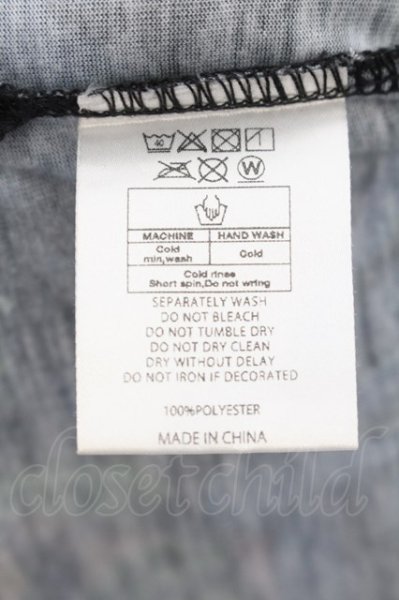 40
W
MACHINE HAND WASH
Cold min,wash Cold
Cold rinse
Short spin,Do not wring
SEPARATELY WASH
DO NOT BLEACH
DO NOT TUMBLE DRY
DO NOT DRY CLEAN
DRY WITHOUT DELAY
DO NOT IRON IF DECORATED
100%POLYESTER
MADE IN CHINA
closetchild